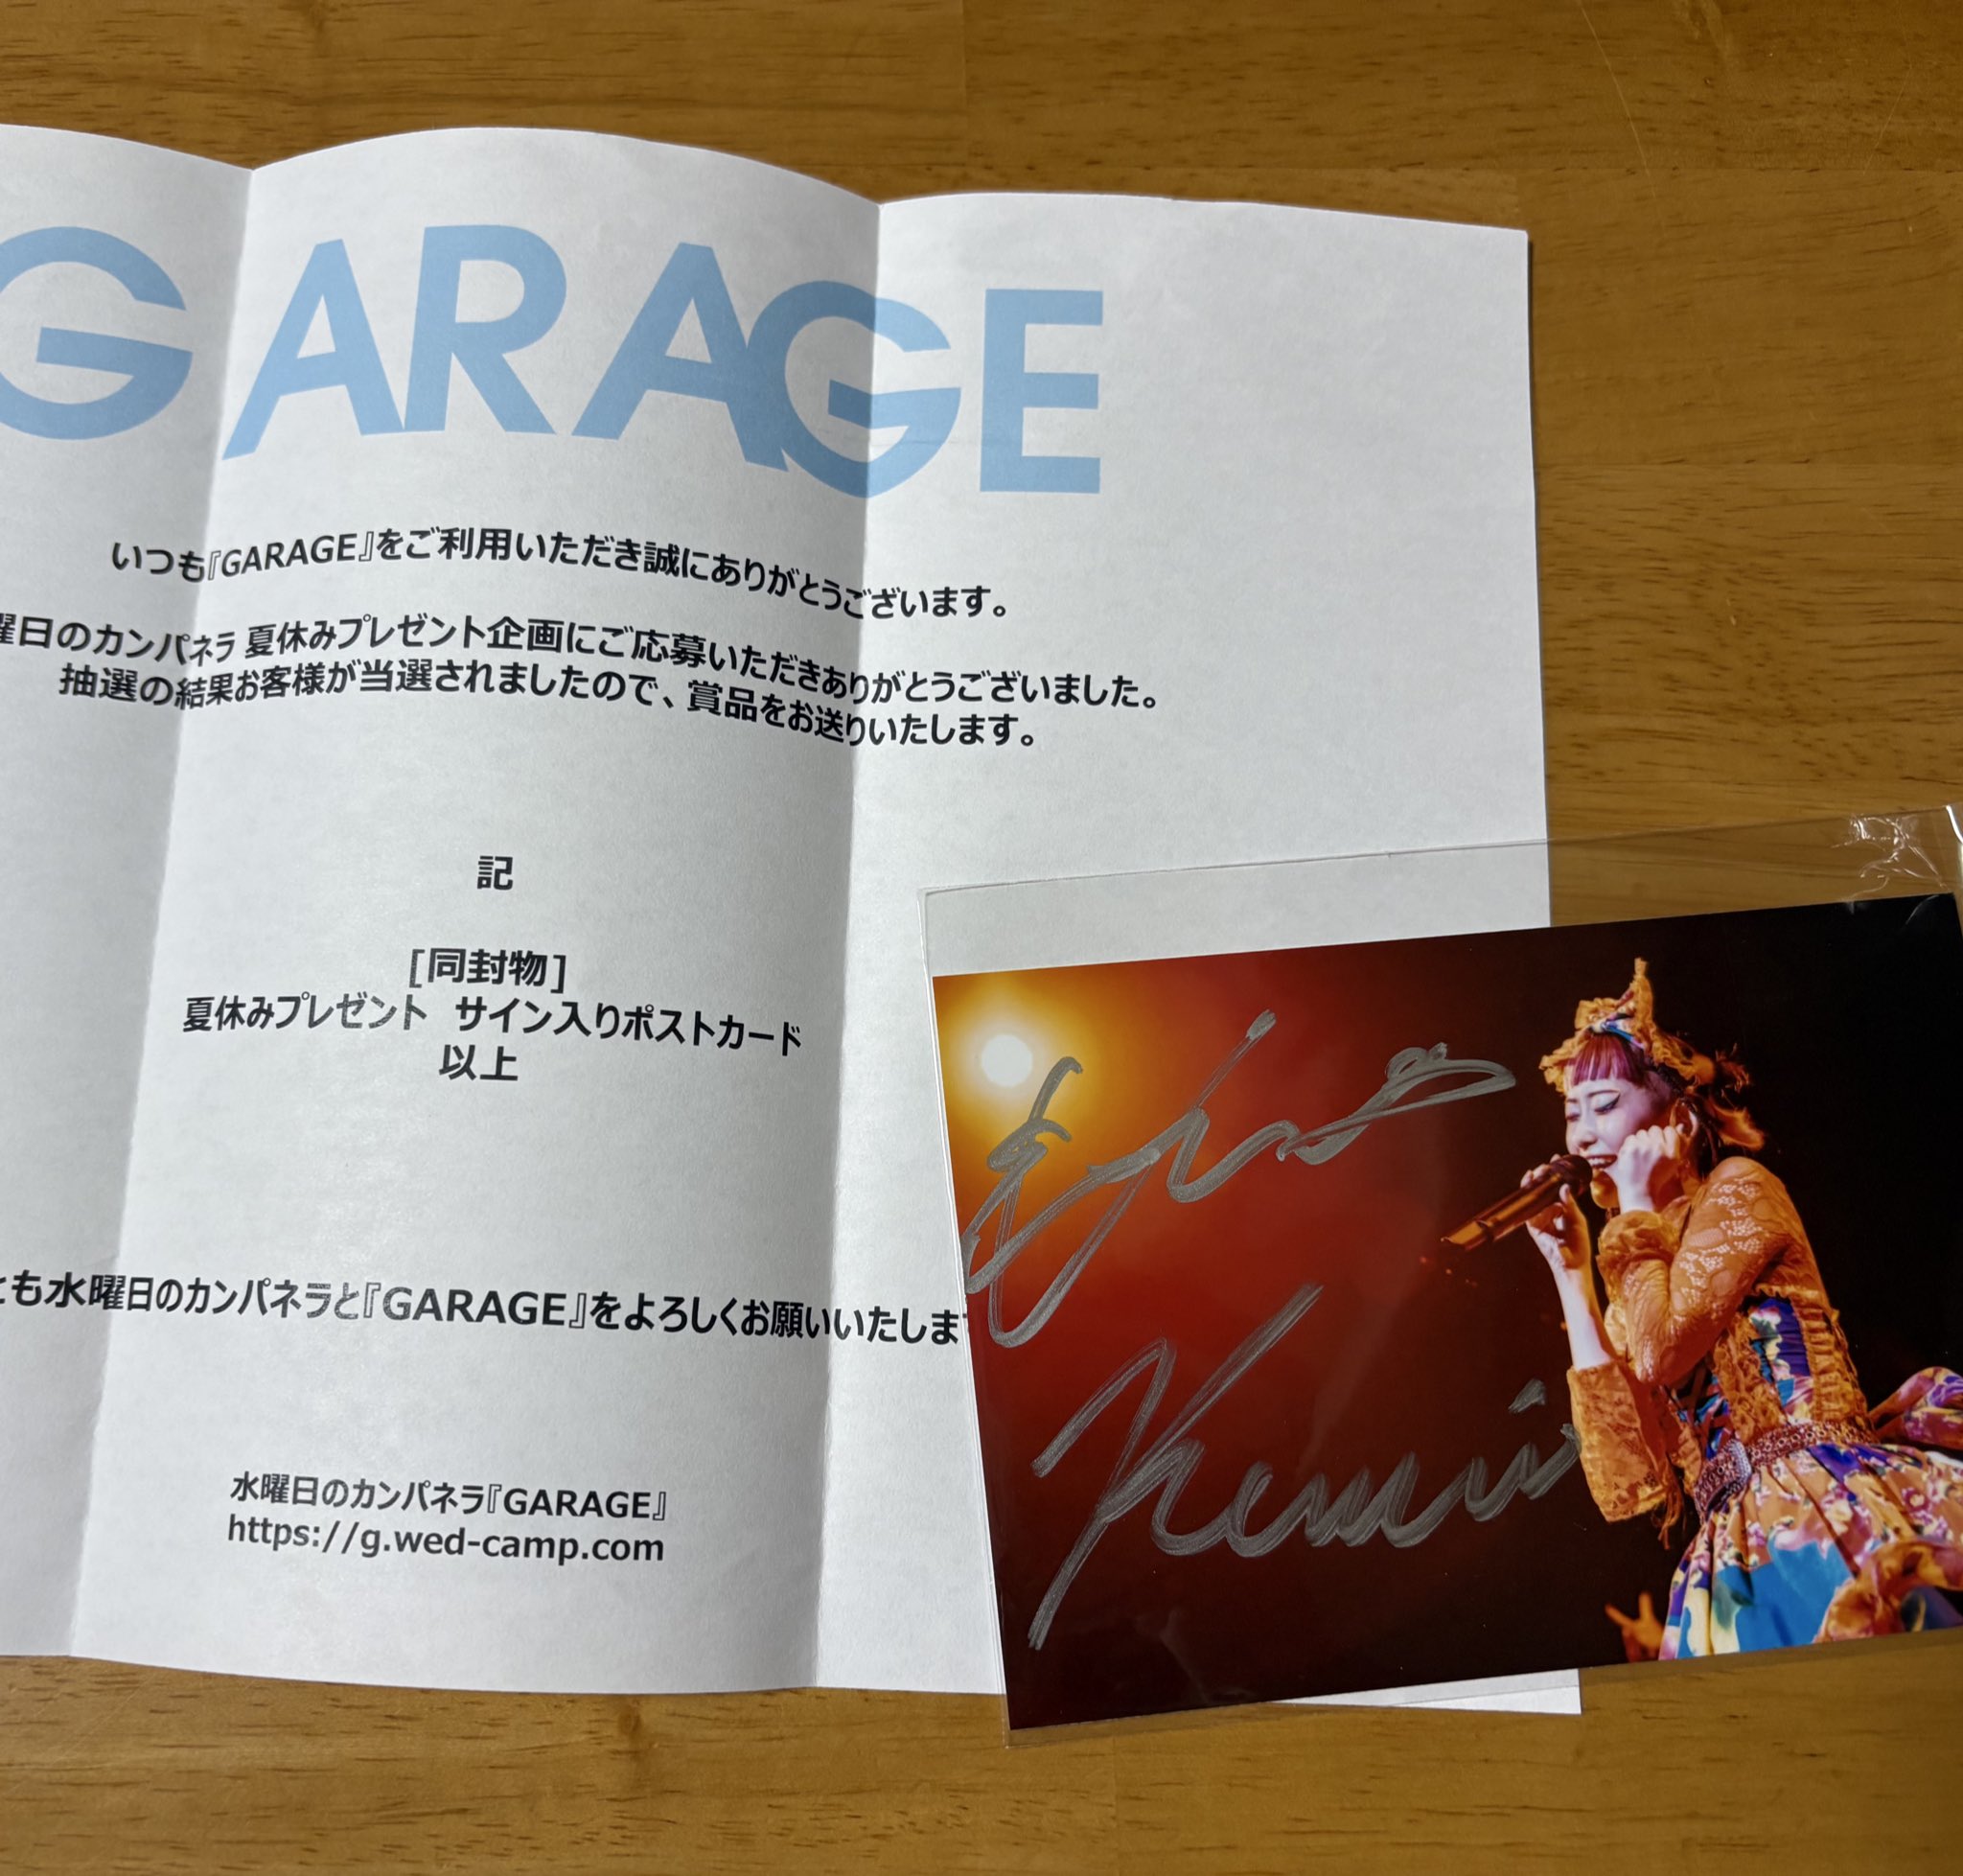 GARAGE
いつも『GARAGE』をご利用いただき誠にありがとうございます。
曜日のカンパネラ 夏休みプレゼント企画にご応募いただきありがとうございました。
抽選の結果お客様が当選されましたので、賞品をお送りいたします。
記
[同封物]
夏休みプレゼント　サイン入りポストカード
以上
とも水曜日のカンパネラと『GARAGE』をよろしくお願いいたしま
水曜日のカンパネラ『GARAGE』
https://g.wed-camp.com